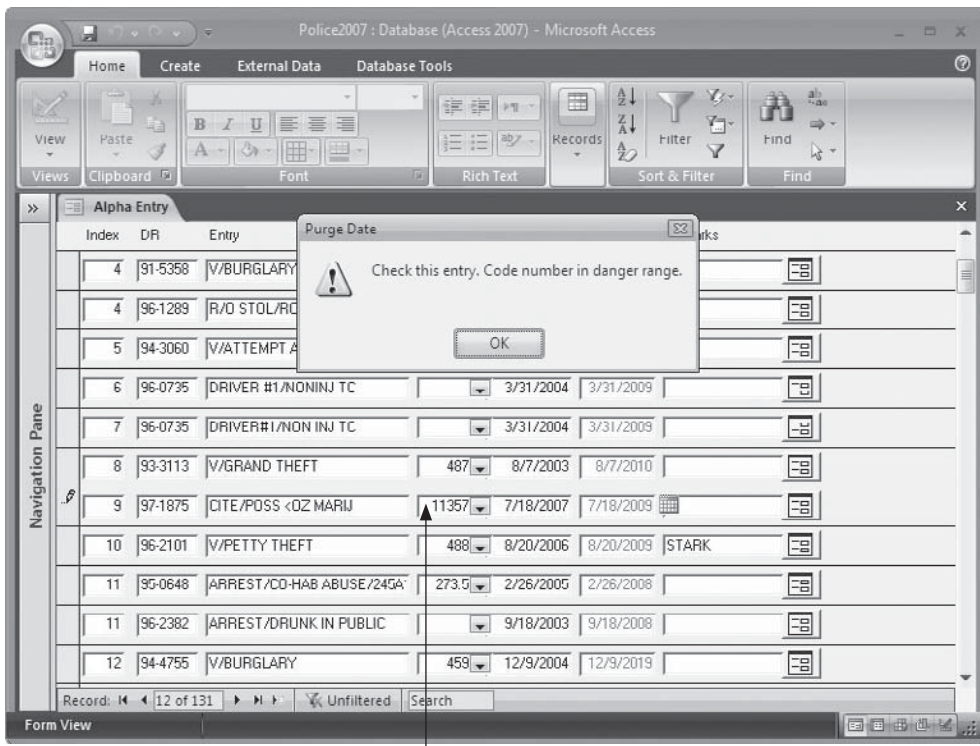 Police2007 : Database (Access 2007) - Microsoft Access
Home Create External Data Database Tools
View Paste B I U Records Filter Find
Views Clipboard Font Rich Text Sort & Filter Find
Alpha Entry
Index DR Entry
Purge Date
Check this entry. Code number in danger range.
OK
4 91-5358 V/BURGLARY
4 96-1289 R/O STOL/
5 94-3060 V/ATTEMPT
6 96-0735 DRIVER #1/NONINJ TC 3/31/2004 3/31/2009
7 96-0735 DRIVER#1/NON INJ TC 3/31/2004 3/31/2009
8 93-3113 V/GRAND THEFT 487 8/7/2003 8/7/2010
9 97-1875 CITE/POSS <OZ MARIJ 11357 7/18/2007 7/18/2009
10 96-2101 V/PETTY THEFT 488 8/20/2006 8/20/2009 STARK
11 95-0648 ARREST/CO-HAB ABUSE/245A 273.5 2/26/2005 2/26/2008
11 96-2382 ARREST/DRUNK IN PUBLIC 9/18/2003 9/18/2008
12 94-4755 V/BURGLARY 459 12/9/2004 12/9/2019
Navigation Pane
Record: 12 of 131 Unfiltered Search
Form View